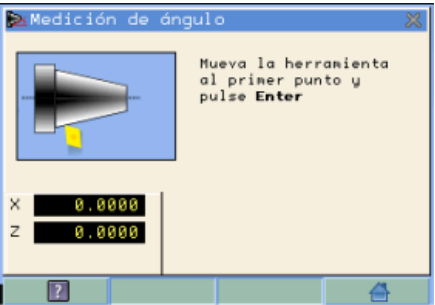 Medición de ángulo
Mueva la herramienta
al primer punto y
pulse Enter
X 0.0000
Z 0.0000
?